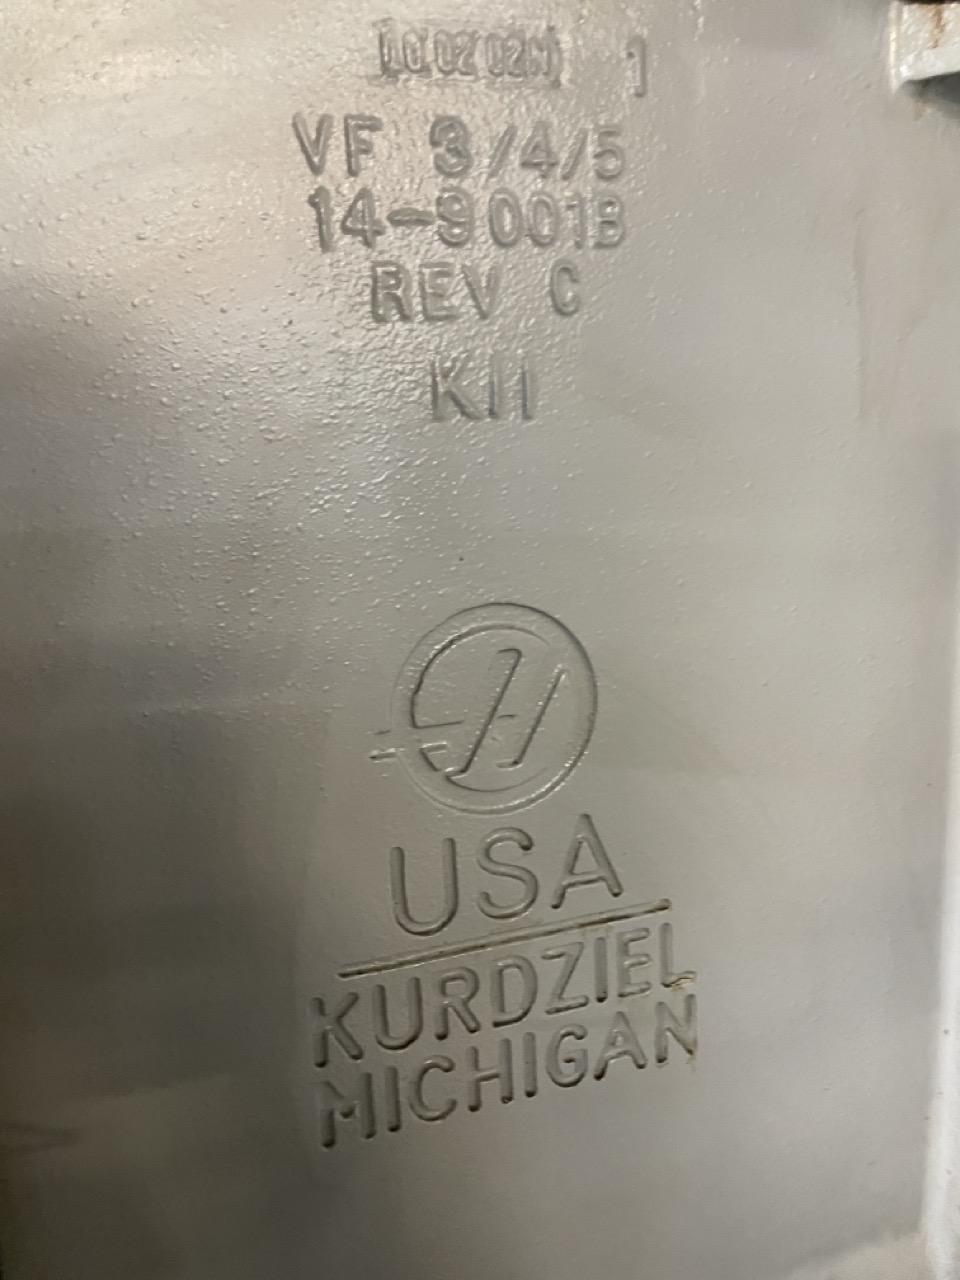 1
VF 3/4/5
14-9001B
REV C
KII
H
USA
KURDZIEL
MICHIGAN